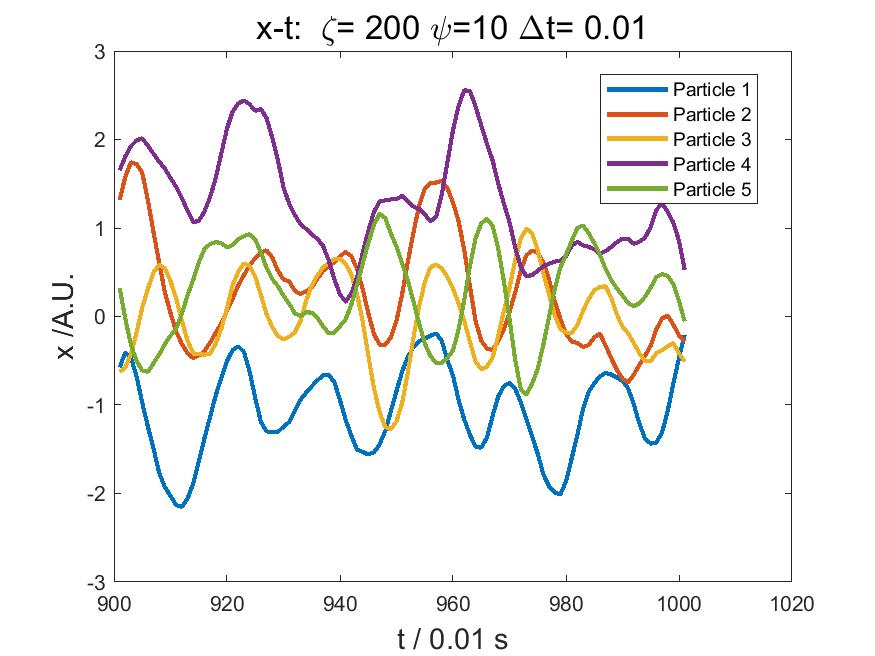 x-t:  ζ= 200 ψ=10 Δt= 0.01
3
2
1
0
-1
-2
-3
x /A.U.
Particle 1
Particle 2
Particle 3
Particle 4
Particle 5
900 920 940 960 980 1000 1020
t / 0.01 s